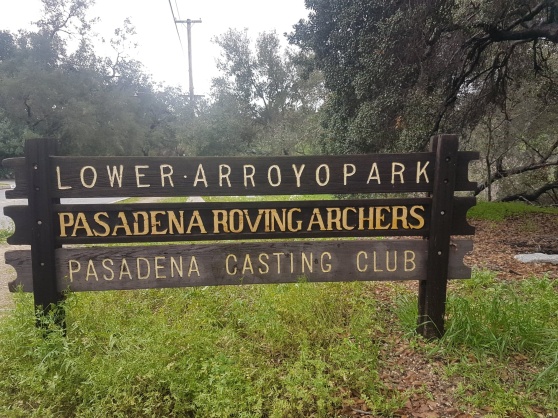 LOWER·ARROYO PARK
PASADENA ROVING ARCHERS
PASADENA CASTING CLUB